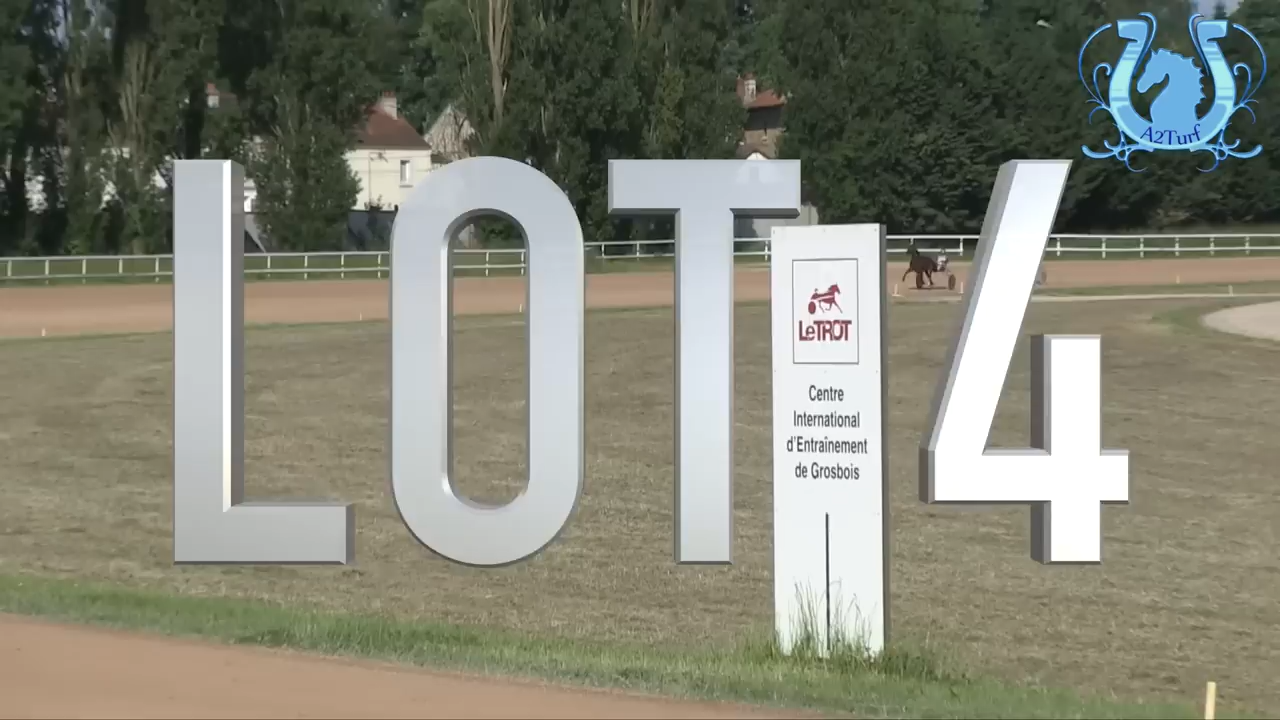 A2Turf
LOT 4
LeTROT
Centre
International
d'Entraînement
de Grosbois